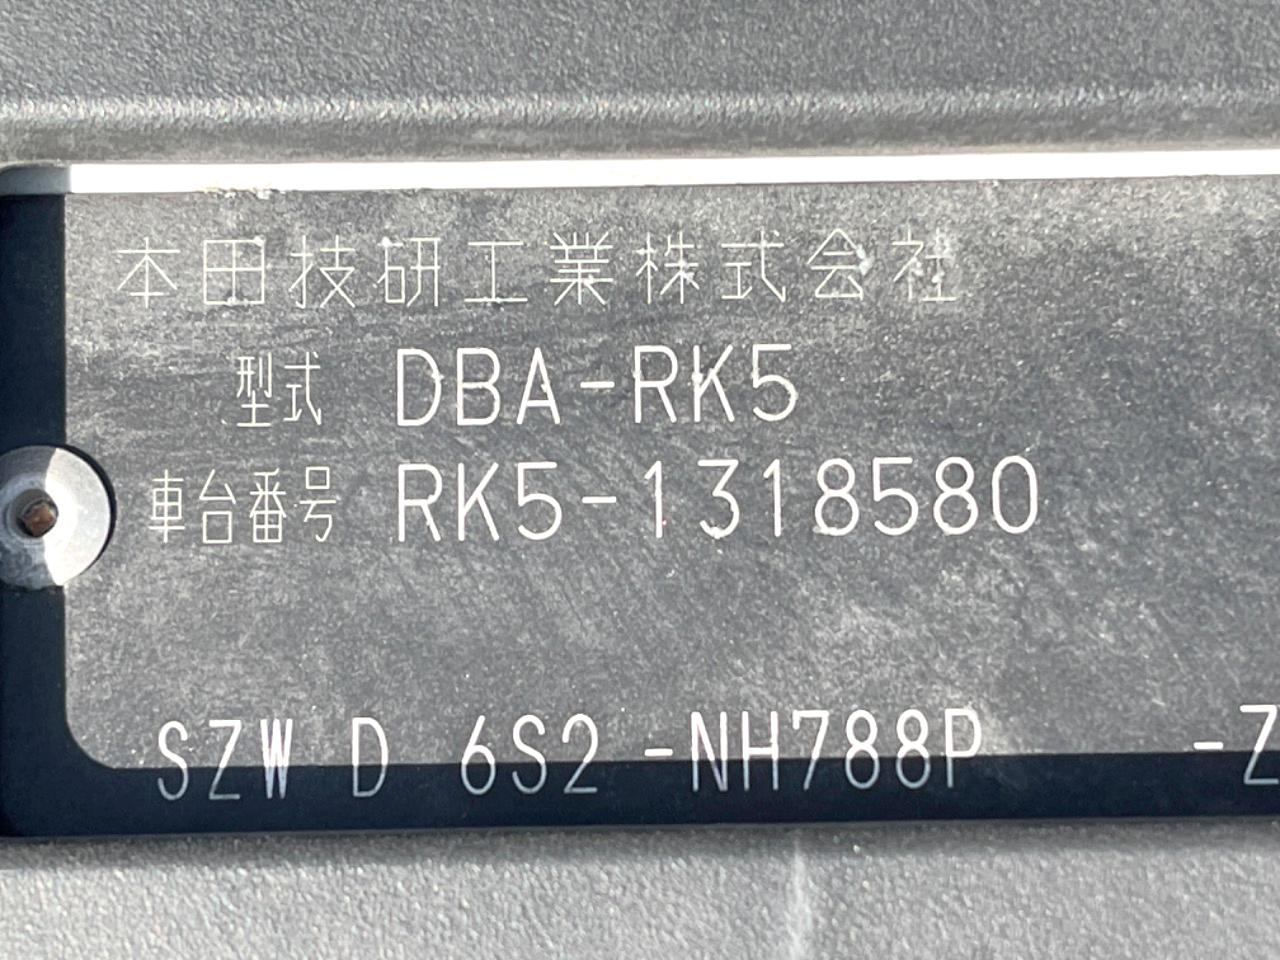 本田技研工業株式会社
型式 DBA-RK5
車台番号 RK5-1318580
SZW D 6S2 -NH788P -Z